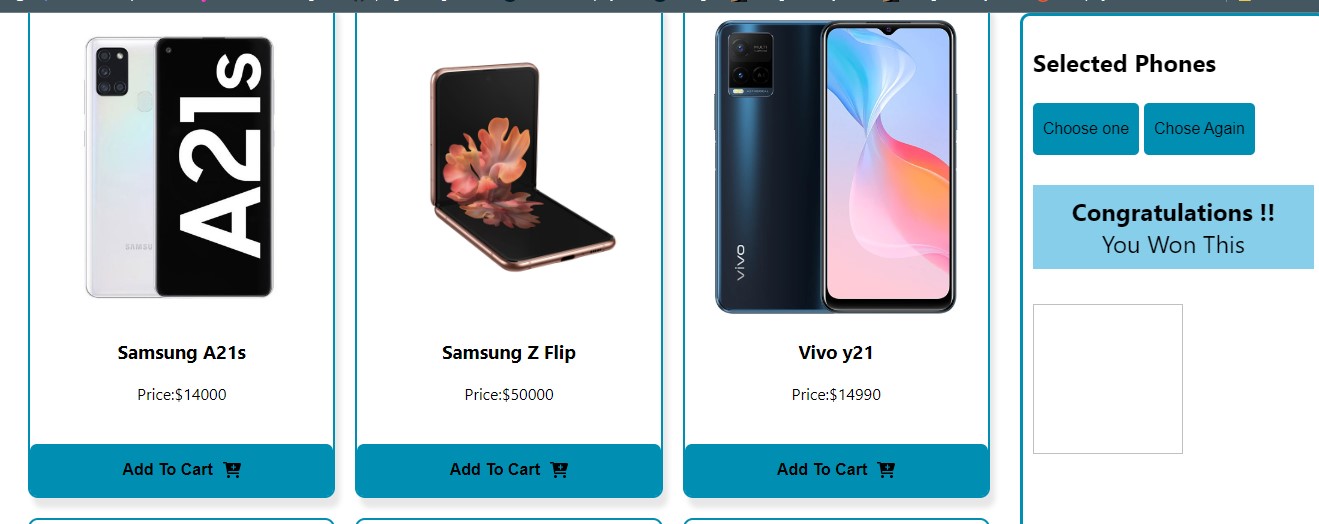 A21s
SAMSU
Samsung A21s
Price:$14000
Add To Cart
Samsung Z Flip
Price:$50000
Add To Cart
vivo
Vivo y21
Price:$14990
Add To Cart
Selected Phones
Choose one
Chose Again
Congratulations !!
You Won This